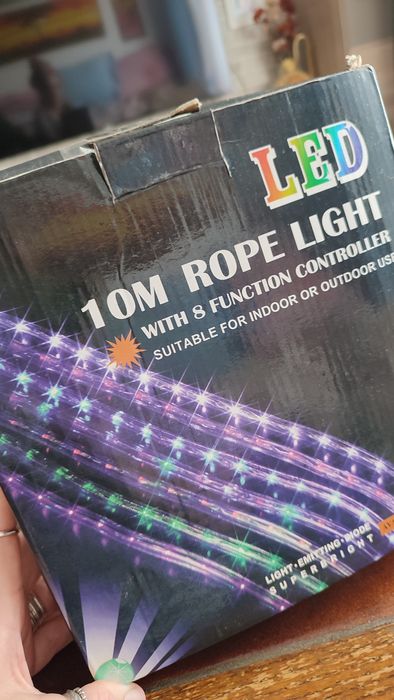 LED
10M ROPE LIGHT
WITH 8 FUNCTION CONTROLLER
SUITABLE FOR INDOOR OR OUTDOOR USE
LIGHT·EMITTING·DIODE
SUPERBRIGHT